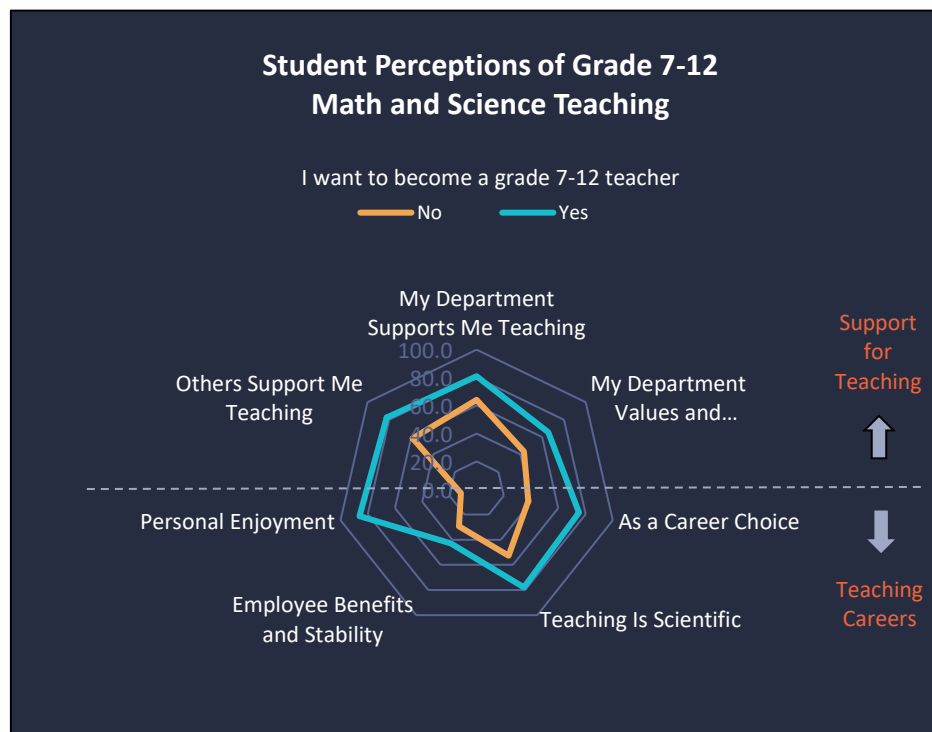 Student Perceptions of Grade 7-12
Math and Science Teaching
I want to become a grade 7-12 teacher
No
Yes
My Department
Supports Me Teaching
100.0
80.0
60.0
40.0
20.0
0.0
Others Support Me
Teaching
My Department
Values and...
Support
for
Teaching
Personal Enjoyment
As a Career Choice
Employee Benefits
and Stability
Teaching Is Scientific
Teaching
Careers